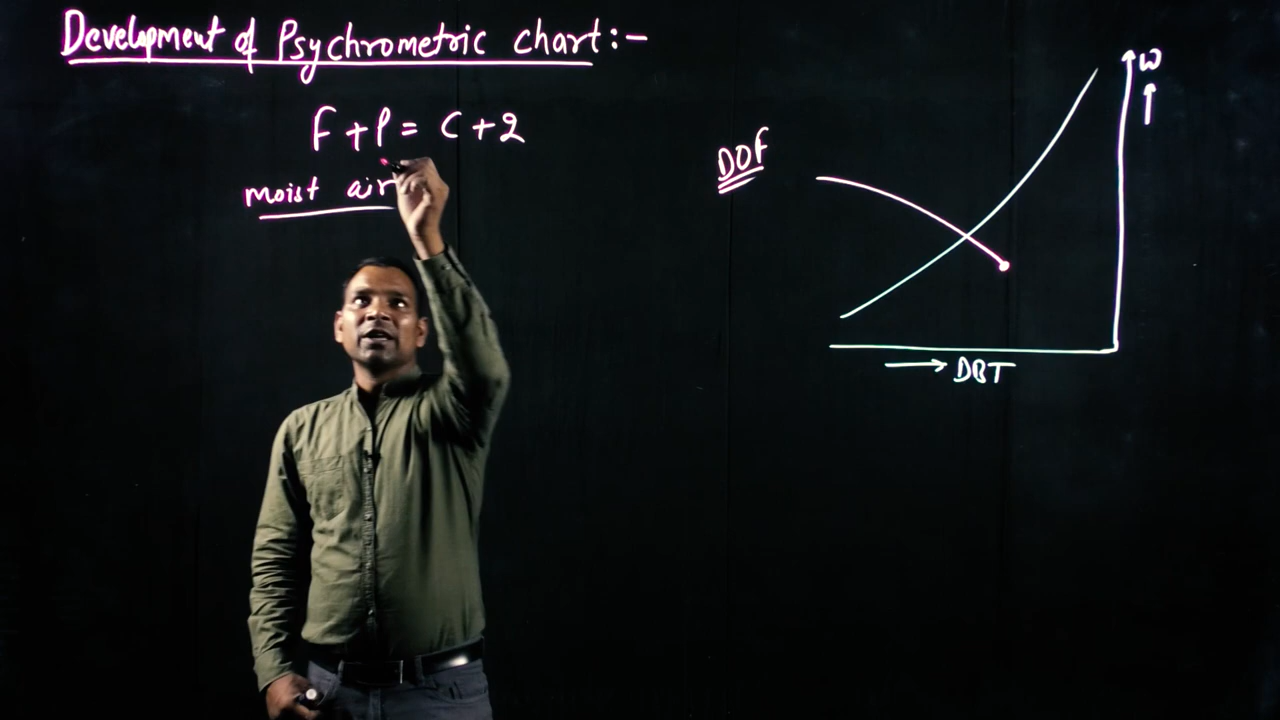 Development of Psychrometric chart:-
F + P = C + 2
moist air
DOF
W
DBT